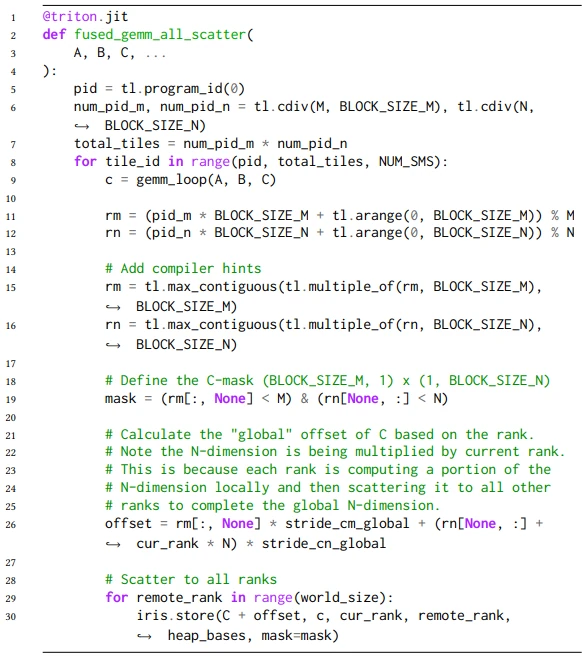 1 @triton.jit
2 def fused_gemm_all_scatter(
3     A, B, C, ...
4 ):
5     pid = tl.program_id(0)
6     num_pid_m, num_pid_n = tl.cdiv(M, BLOCK_SIZE_M), tl.cdiv(N,
    ↪ BLOCK_SIZE_N)
7     total_tiles = num_pid_m * num_pid_n
8     for tile_id in range(pid, total_tiles, NUM_SMS):
9         c = gemm_loop(A, B, C)
10
11         rm = (pid_m * BLOCK_SIZE_M + tl.arange(0, BLOCK_SIZE_M)) % M
12         rn = (pid_n * BLOCK_SIZE_N + tl.arange(0, BLOCK_SIZE_N)) % N
13
14         # Add compiler hints
15         rm = tl.max_contiguous(tl.multiple_of(rm, BLOCK_SIZE_M),
        ↪ BLOCK_SIZE_M)
16         rn = tl.max_contiguous(tl.multiple_of(rn, BLOCK_SIZE_N),
        ↪ BLOCK_SIZE_N)
17
18         # Define the C-mask (BLOCK_SIZE_M, 1) x (1, BLOCK_SIZE_N)
19         mask = (rm[:, None] < M) & (rn[None, :] < N)
20
21         # Calculate the "global" offset of C based on the rank.
22         # Note the N-dimension is being multiplied by current rank.
23         # This is because each rank is computing a portion of the
24         # N-dimension locally and then scattering it to all other
25         # ranks to complete the global N-dimension.
26         offset = rm[:, None] * stride_cm_global + (rn[None, :] +
        ↪ cur_rank * N) * stride_cn_global
27
28         # Scatter to all ranks
29         for remote_rank in range(world_size):
30             iris.store(C + offset, c, cur_rank, remote_rank,
            ↪ heap_bases, mask=mask)